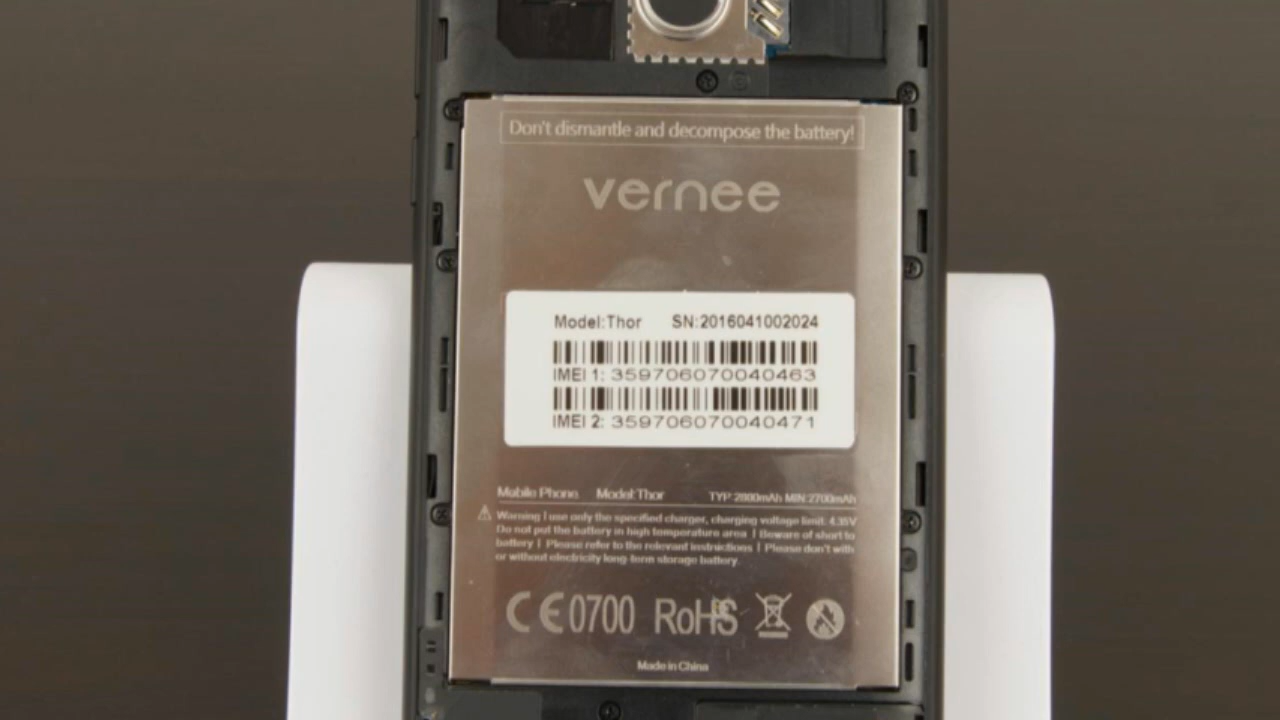 Don't dismantle and decompose the battery!
vernee
Model:Thor SN:2016041002024
IMEI 1: 359706070040463
IMEI 2: 359706070040471
Mobile Phone Model:Thor TYP 2800mAh MIN:2700mAh
Warning ! use only the specified charger, charging voltage limit. 4.35V
Do not put the battery in high temperature area ! Beware of short to
battery ! Please refer to the relevant instructions ! Please don't with
or without electricity long-term storage battery.
CE0700 RoHS
Made in China